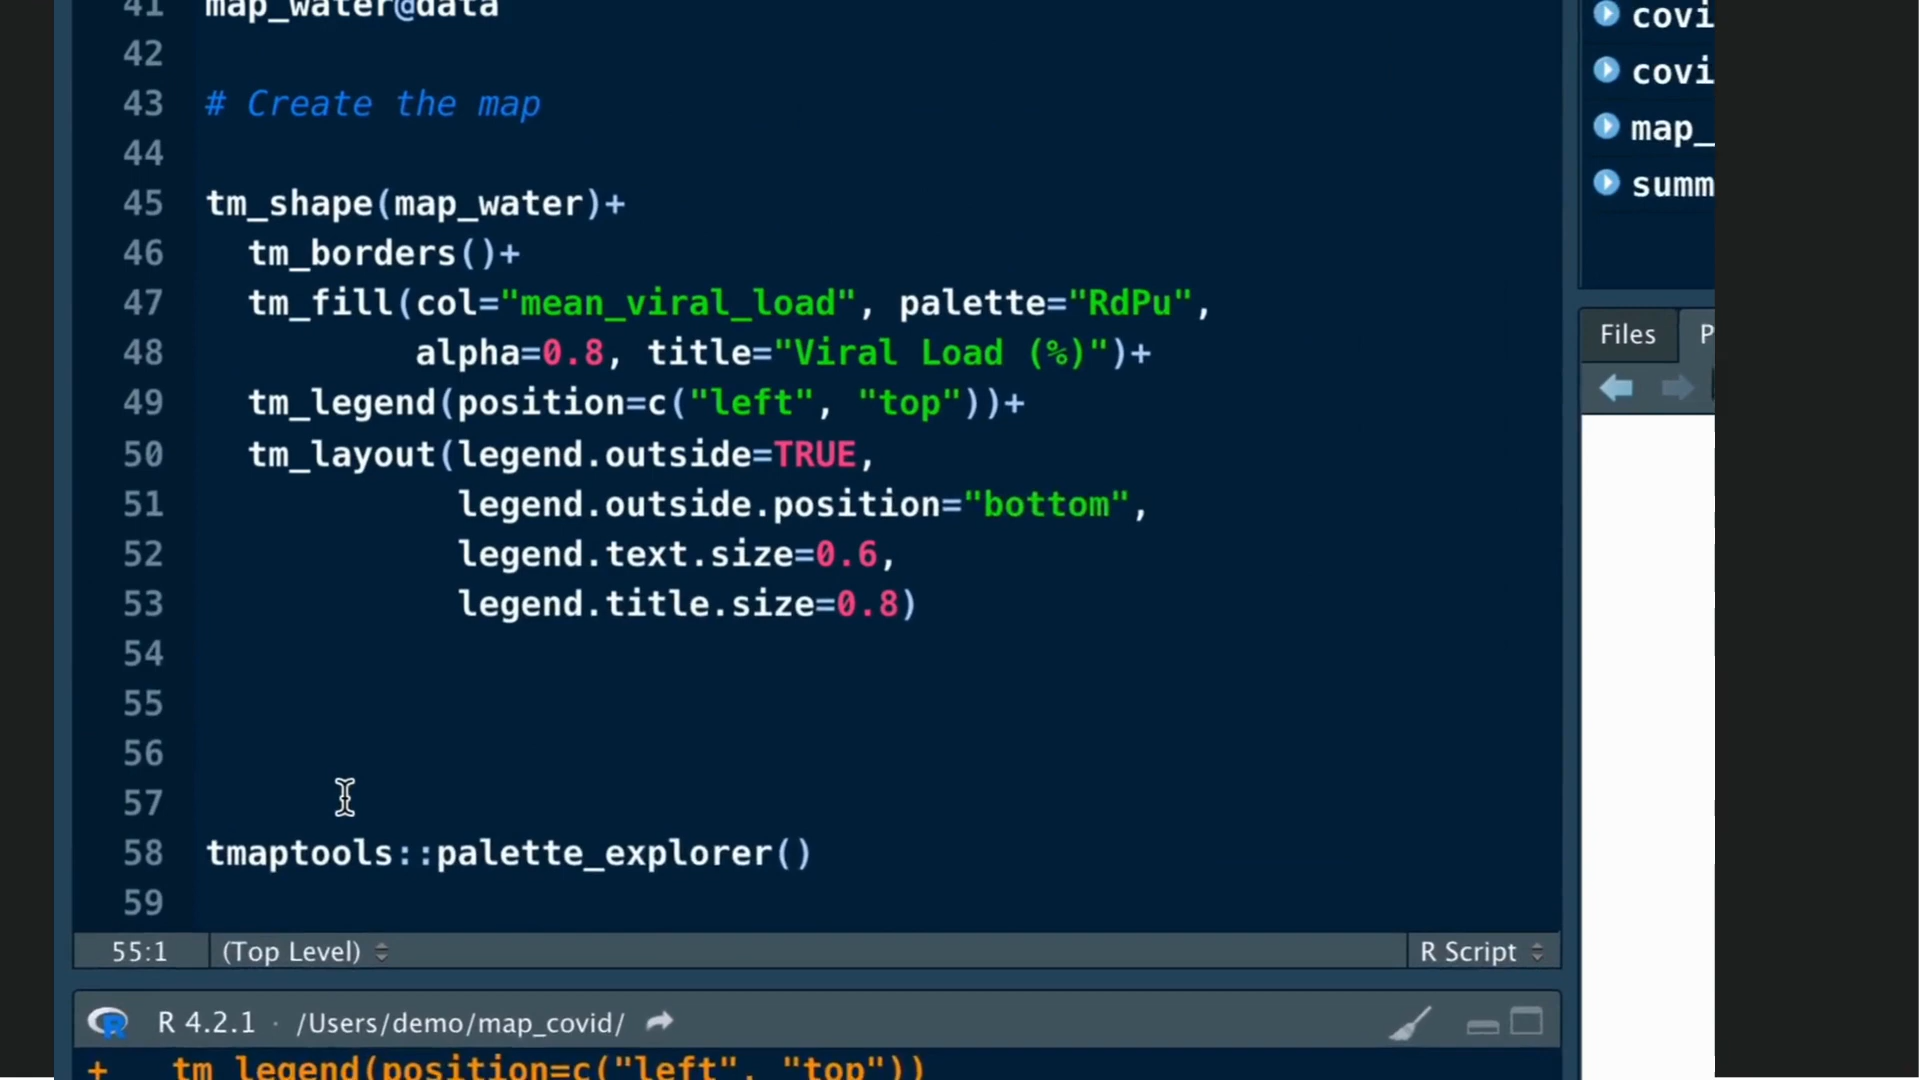 41 map_water@data
42
43 # Create the map
44
45 tm_shape(map_water)+
46 tm_borders()+
47 tm_fill(col="mean_viral_load", palette="RdPu",
48 alpha=0.8, title="Viral Load (%)")+
49 tm_legend(position=c("left", "top"))+
50 tm_layout(legend.outside=TRUE,
51 legend.outside.position="bottom",
52 legend.text.size=0.6,
53 legend.title.size=0.8)
54
55
56
57
58 tmaptools::palette_explorer()
59
55:1 (Top Level) R Script
R 4.2.1 · /Users/demo/map_covid/
+ tm_legend(position=c("left", "top"))
covi
covi
map_
summ
Files P